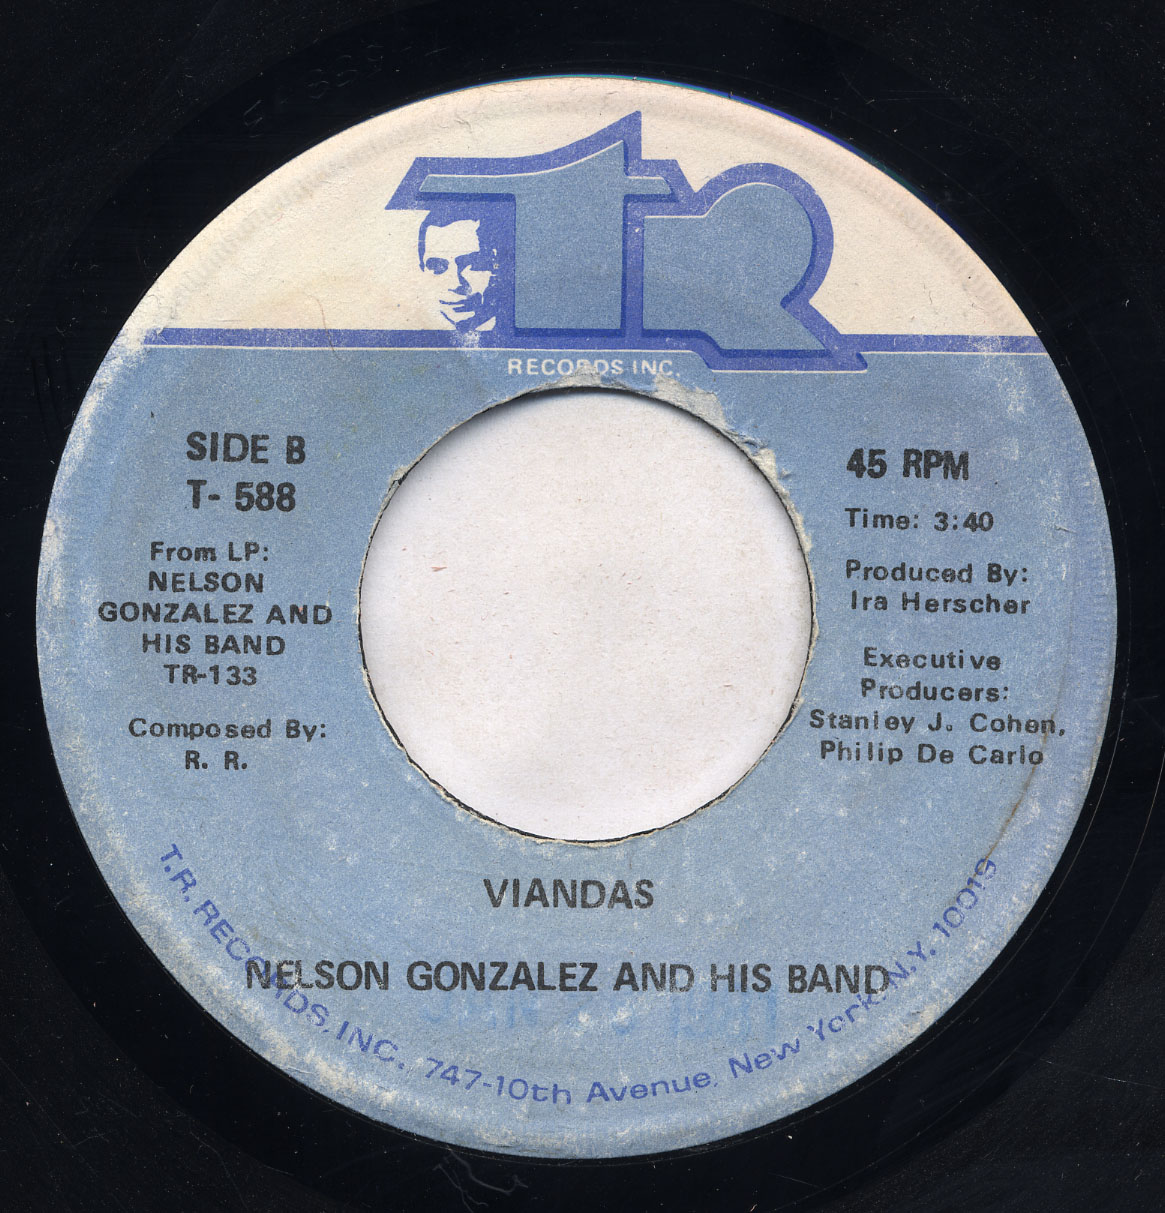 TR
RECORDS INC.
SIDE B
T- 588
From LP:
NELSON
GONZALEZ AND
HIS BAND
TR-133
Composed By:
R. R.
45 RPM
Time: 3:40
Produced By:
Ira Herscher
Executive
Producers:
Stanley J. Cohen,
Philip De Carlo
VIANDAS
NELSON GONZALEZ AND HIS BAND
T.R. RECORDS, INC. 747-10th Avenue, New York, N.Y. 10019